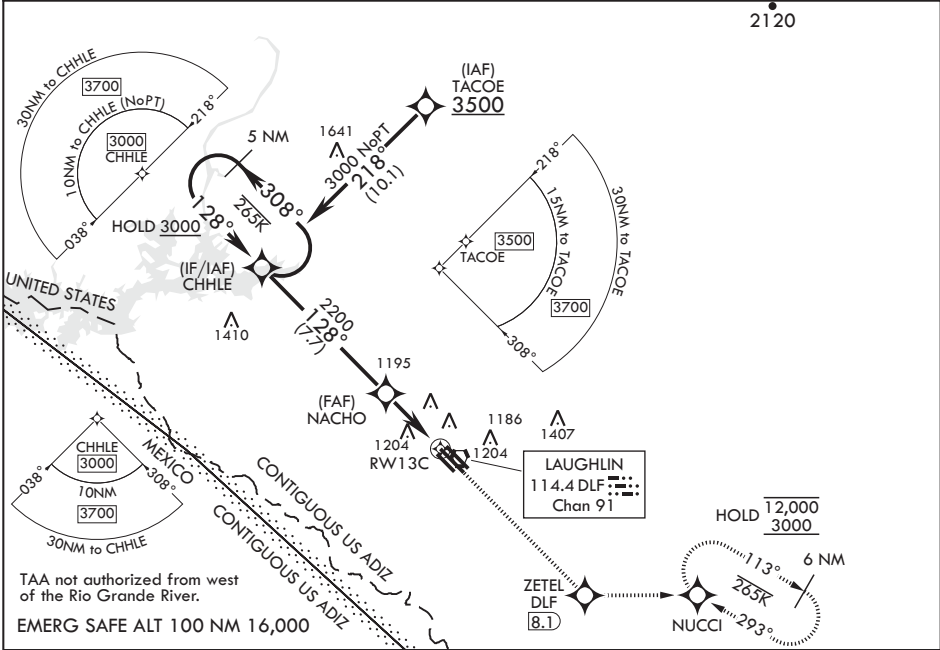 2120
30NM to CHHLE
3700
10NM to CHHLE (NoPT)
218°
3000
CHHLE
038°
(IAF)
TACOE
3500
5 NM
1641
3000 NoPT
218°
(10.1)
308°
265K
128°
HOLD 3000
(IF/IAF)
CHHLE
218°
15NM to TACOE
30NM to TACOE
3500
TACOE
3700
308°
UNITED STATES
1410
2200
128°
(7.7)
1195
(FAF)
NACHO
1204
RW13C
1186
1204
1407
LAUGHLIN
114.4 DLF
Chan 91
MEXICO
CHHLE
3000
038°
308°
10NM
3700
30NM to CHHLE
CONTIGUOUS US ADIZ
CONTIGUOUS US ADIZ
HOLD 12,000
3000
6 NM
113°
265K
293°
ZETEL
DLF
8.1
NUCCI
TAA not authorized from west
of the Rio Grande River.
EMERG SAFE ALT 100 NM 16,000